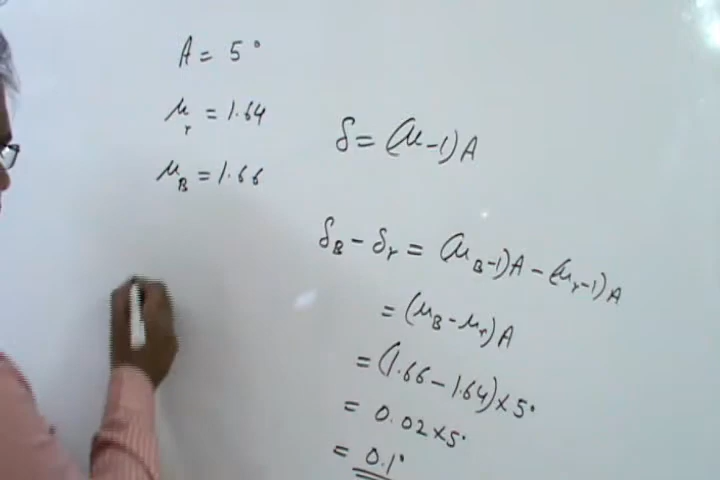 A = 5°
μr = 1.64
μB = 1.66
δ = (μ-1)A
δB - δr = (μB-1)A - (μr-1)A
= (μB-μr)A
= (1.66-1.64)×5°
= 0.02×5°
= 0.1°